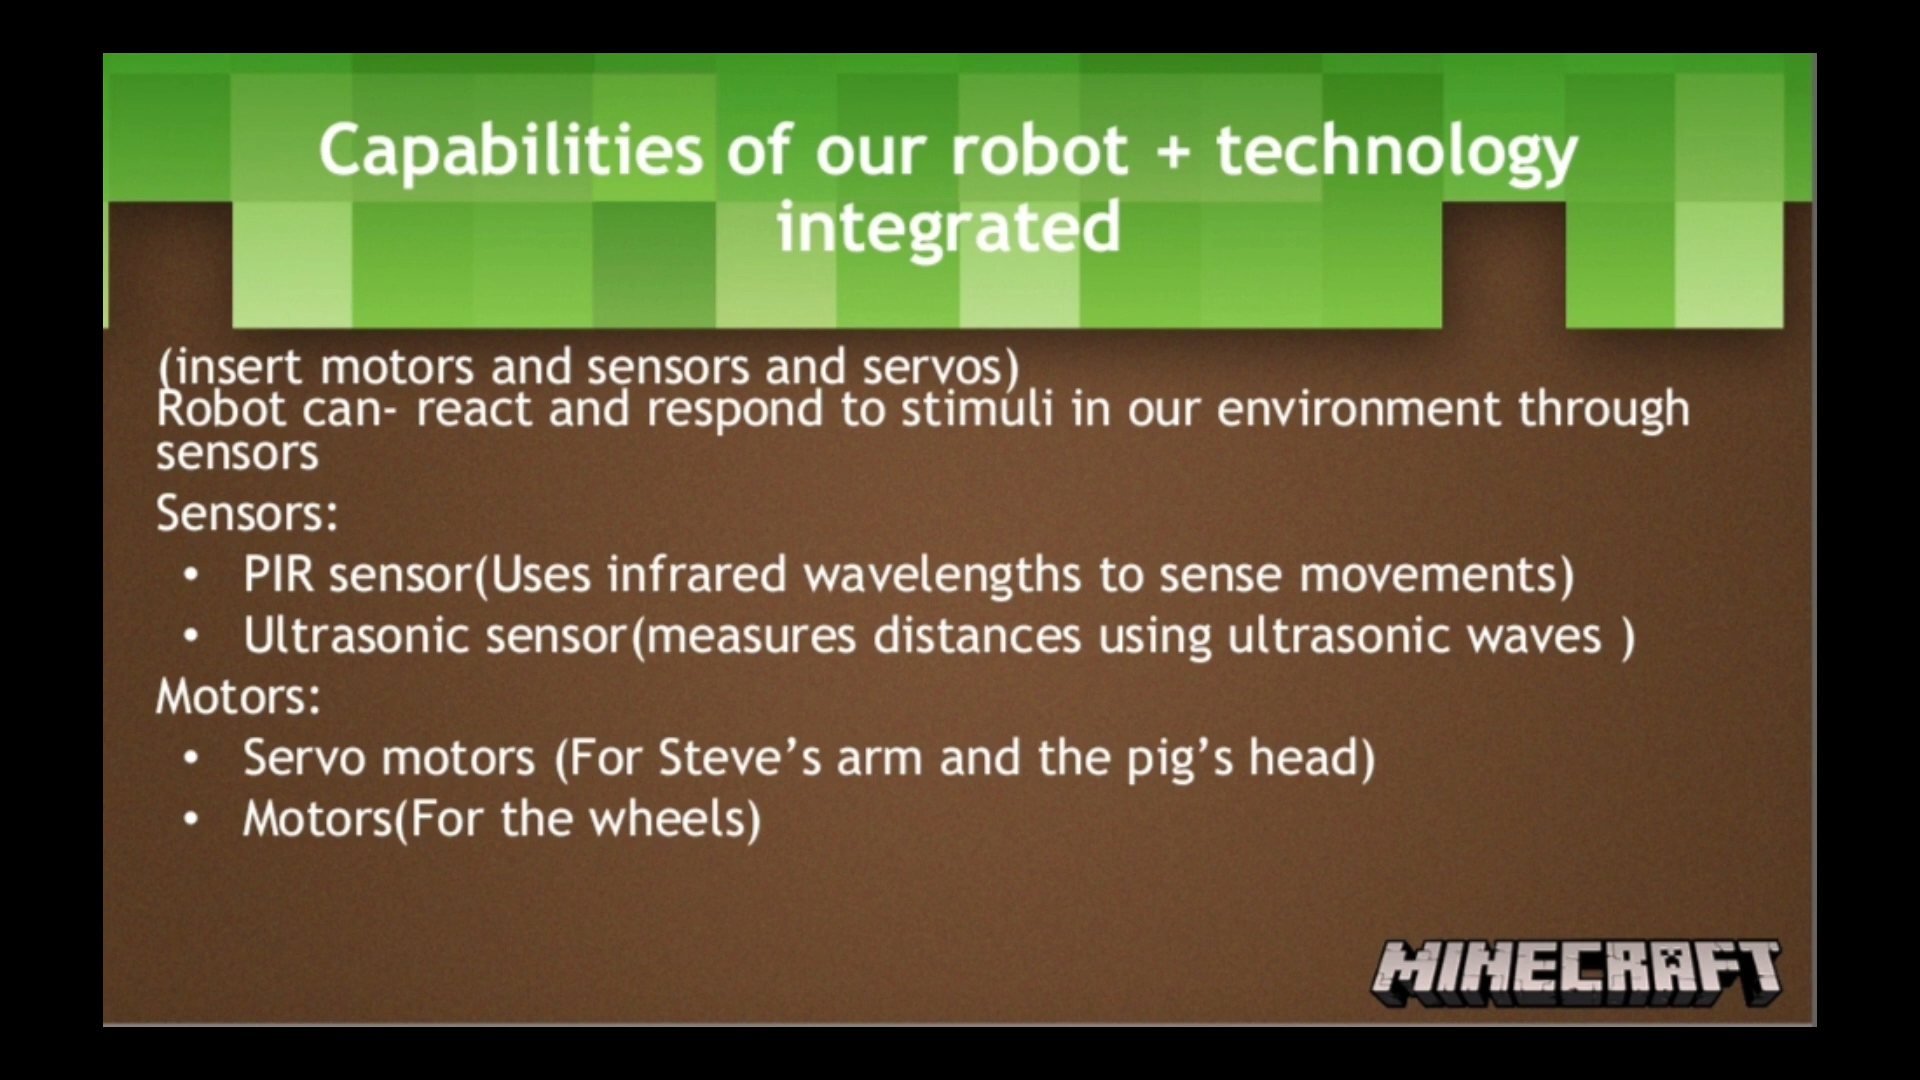 Capabilities of our robot + technology
integrated
(insert motors and sensors and servos)
Robot can- react and respond to stimuli in our environment through
sensors
Sensors:
• PIR sensor(Uses infrared wavelengths to sense movements)
• Ultrasonic sensor(measures distances using ultrasonic waves )
Motors:
• Servo motors (For Steve’s arm and the pig’s head)
• Motors(For the wheels)
MINECRAFT